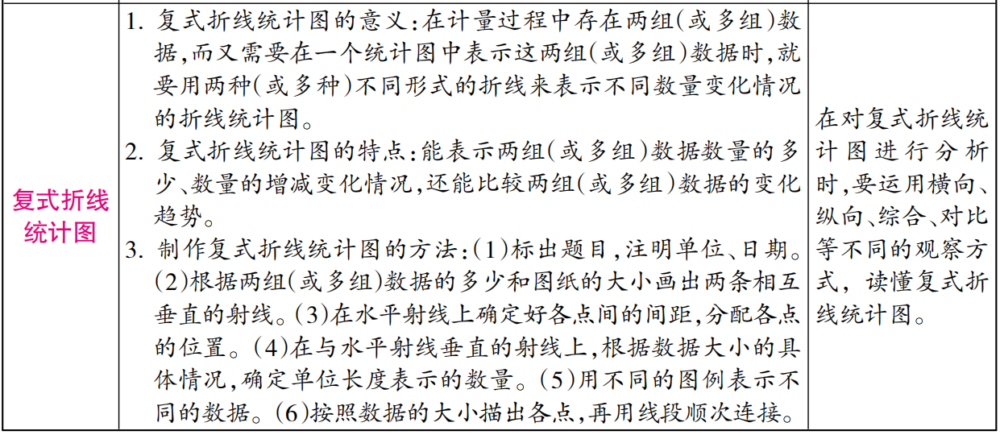 复式折线
统计图
1. 复式折线统计图的意义:在计量过程中存在两组(或多组)数
据,而又需要在一个统计图中表示这两组(或多组)数据时,就
要用两种(或多种)不同形式的折线来表示不同数量变化情况
的折线统计图。
2. 复式折线统计图的特点:能表示两组(或多组)数据数量的多
少、数量的增减变化情况,还能比较两组(或多组)数据的变化
趋势。
3. 制作复式折线统计图的方法:(1)标出题目,注明单位、日期。
(2)根据两组(或多组)数据的多少和图纸的大小画出两条相互
垂直的射线。(3)在水平射线上确定好各点间的间距,分配各点
的位置。(4)在与水平射线垂直的射线上,根据数据大小的具
体情况,确定单位长度表示的数量。(5)用不同的图例表示不
同的数据。(6)按照数据的大小描出各点,再用线段顺次连接。
在对复式折线统
计图进行分析
时,要运用横向、
纵向、综合、对比
等不同的观察方
式,读懂复式折
线统计图。